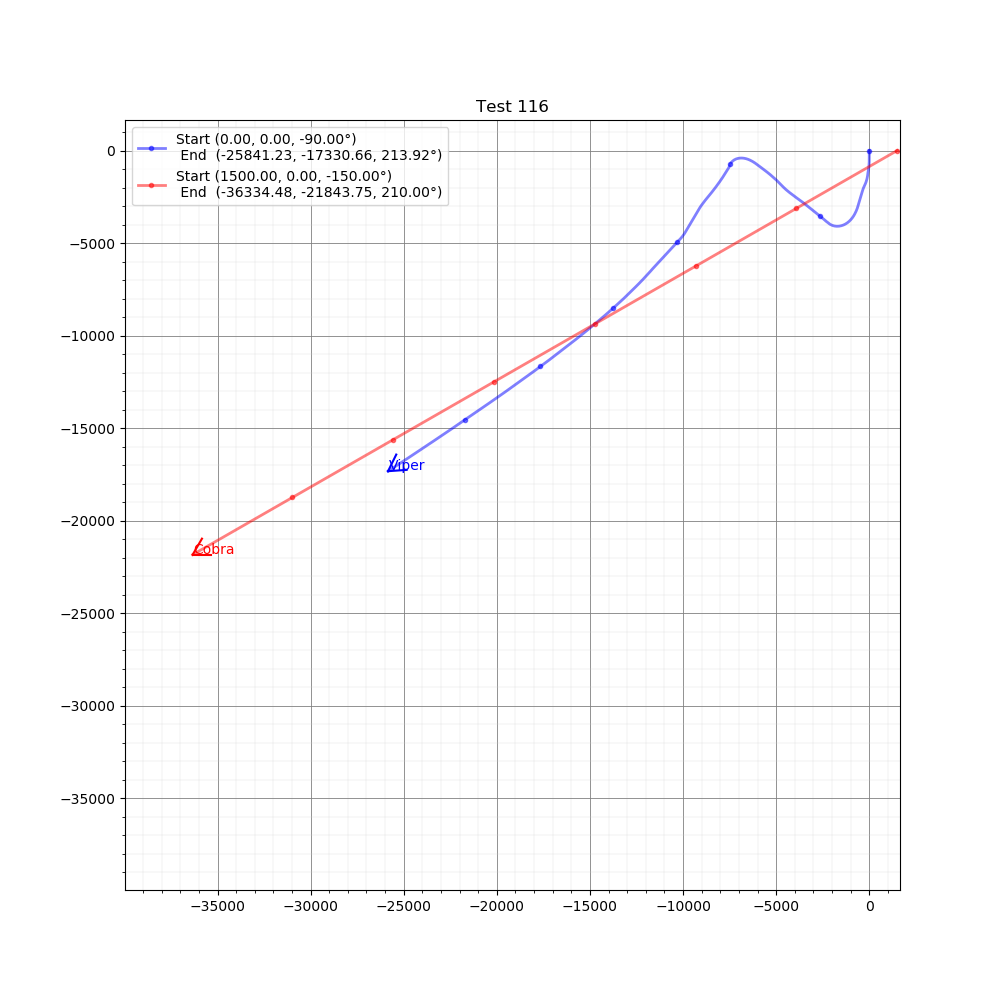 Test 116
Start (0.00, 0.00, -90.00°)
End  (-25841.23, -17330.66, 213.92°)
Start (1500.00, 0.00, -150.00°)
End  (-36334.48, -21843.75, 210.00°)
0
−5000
−10000
−15000
−20000
−25000
−30000
−35000
Viper
Cobra
−35000 −30000 −25000 −20000 −15000 −10000 −5000 0